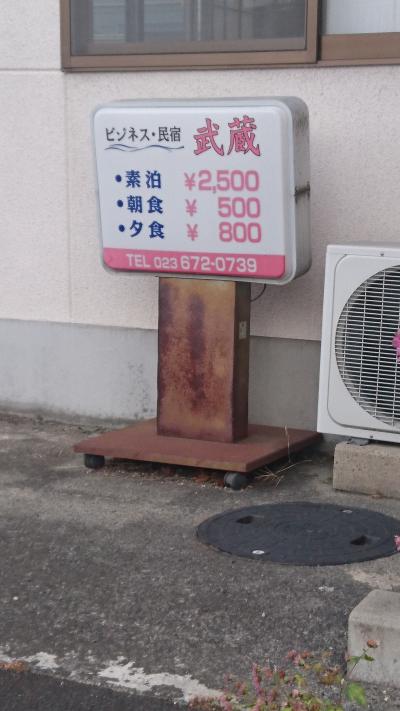 ビジネス・民宿 武蔵
・素泊 ¥2,500
・朝食 ¥ 500
・夕食 ¥ 800
TEL 023 672-0739